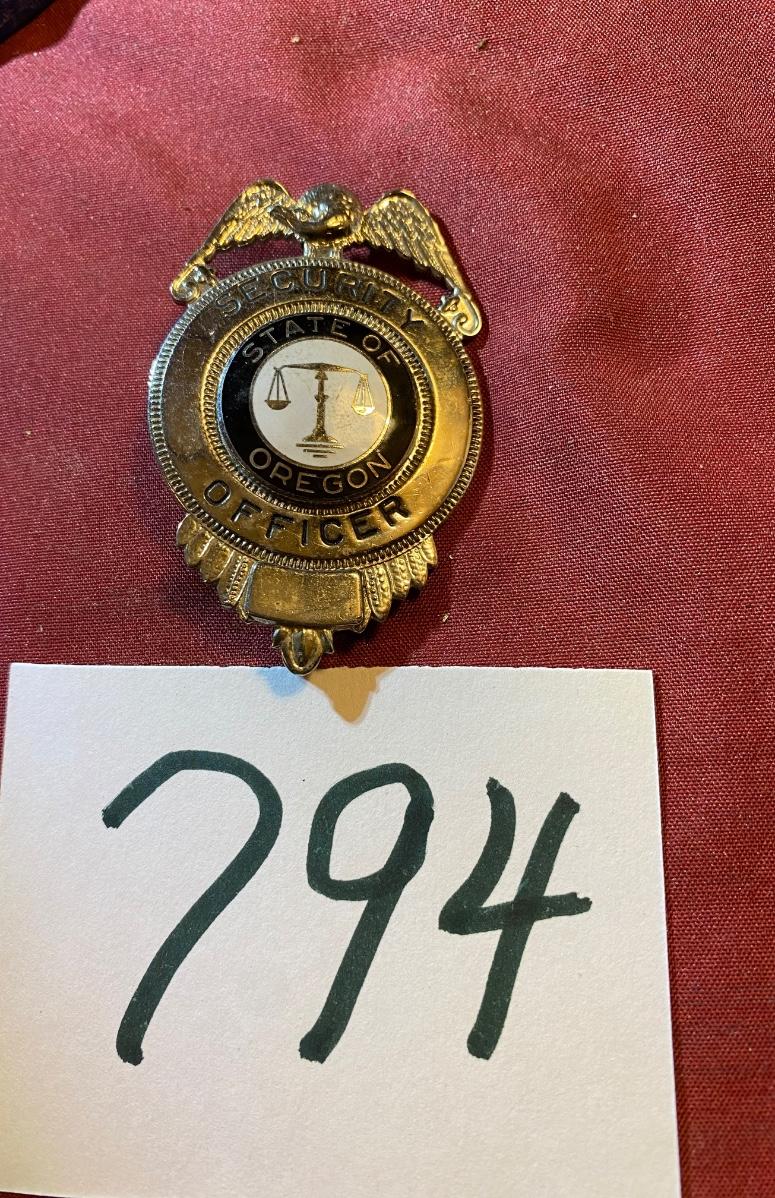 SECURITY
STATE OF
OREGON
OFFICER
794